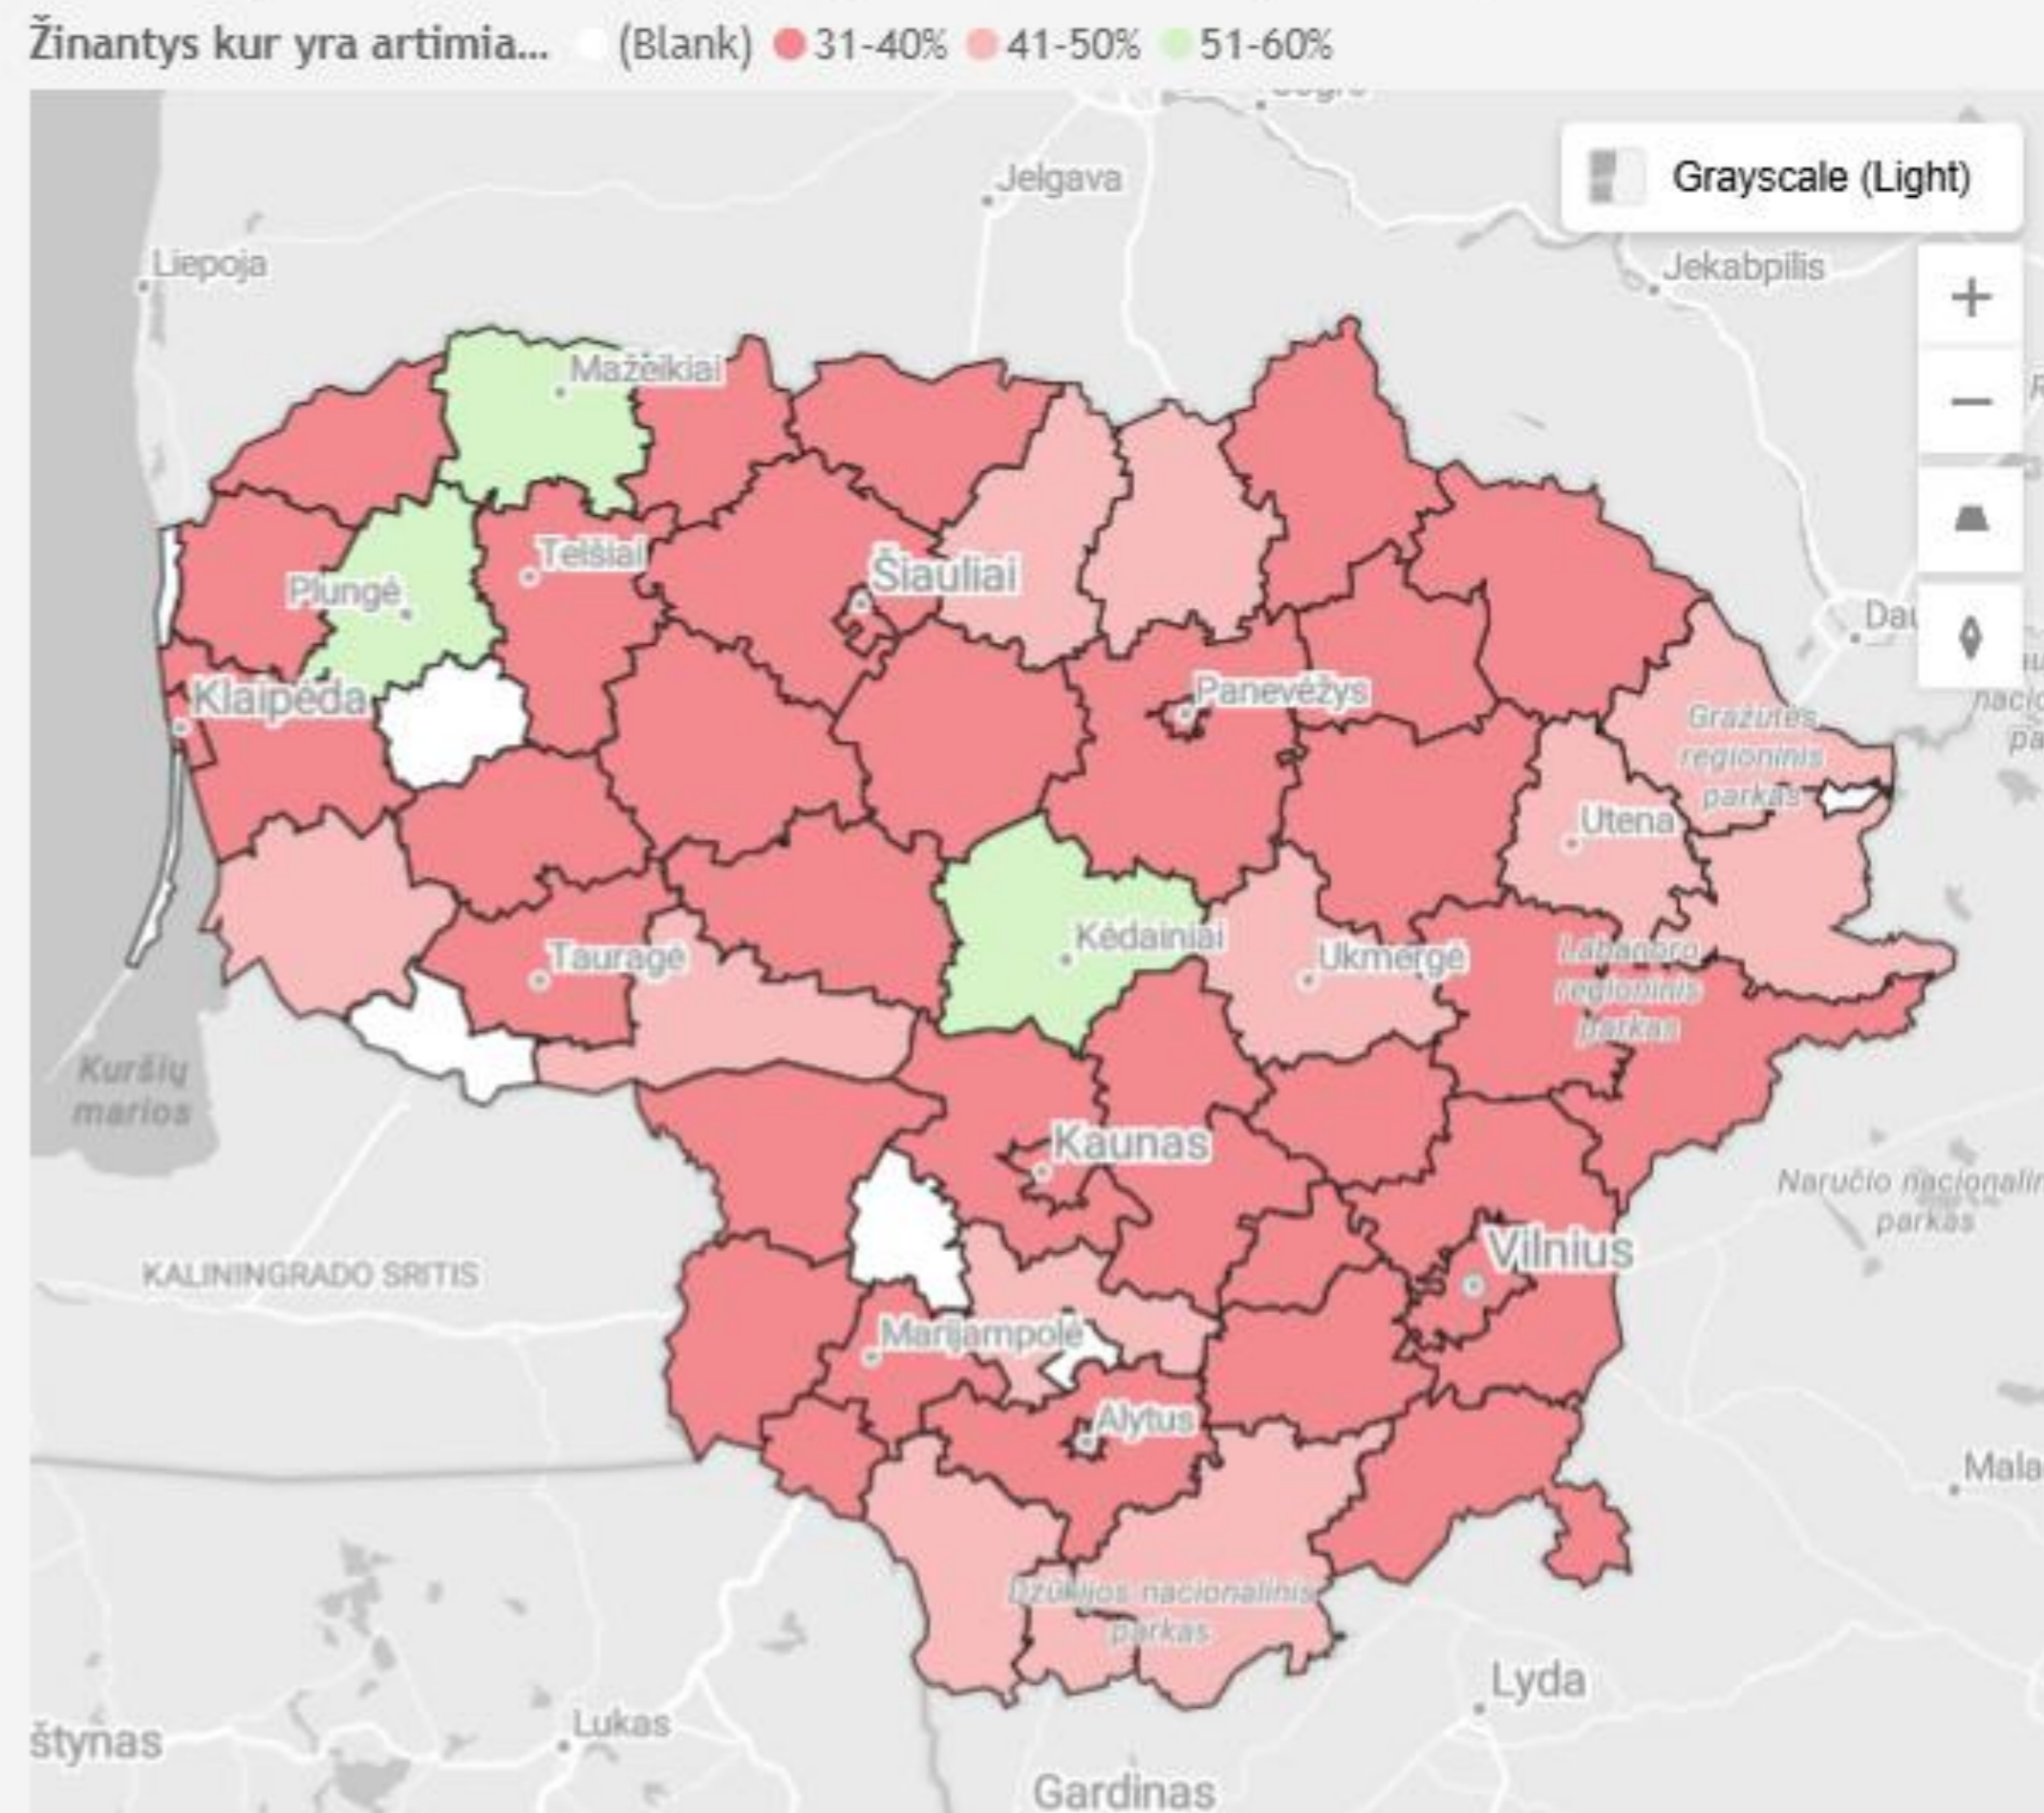 Žinantys kur yra artimia... (Blank) 31-40% 41-50% 51-60%
Jelgava
Grayscale (Light)
Liepoja
Jekabpilis
Mažeikiai
Telšiai
Šiauliai
Plungė
Dau
Klaipėda
Panevėžys
Gražutės
regioninis
parkas
Utena
Kėdainiai
Ukmergė
Tauragė
Labanoro
regioninis
parkas
Kuršių
marios
Kaunas
Naručio nacionalin
parkas
Vilnius
KALININGRADO SRITIS
Marijampolė
Alytus
Mala
Dzūkijos nacionalinis
parkas
Lyda
Lukas
štynas
Gardinas